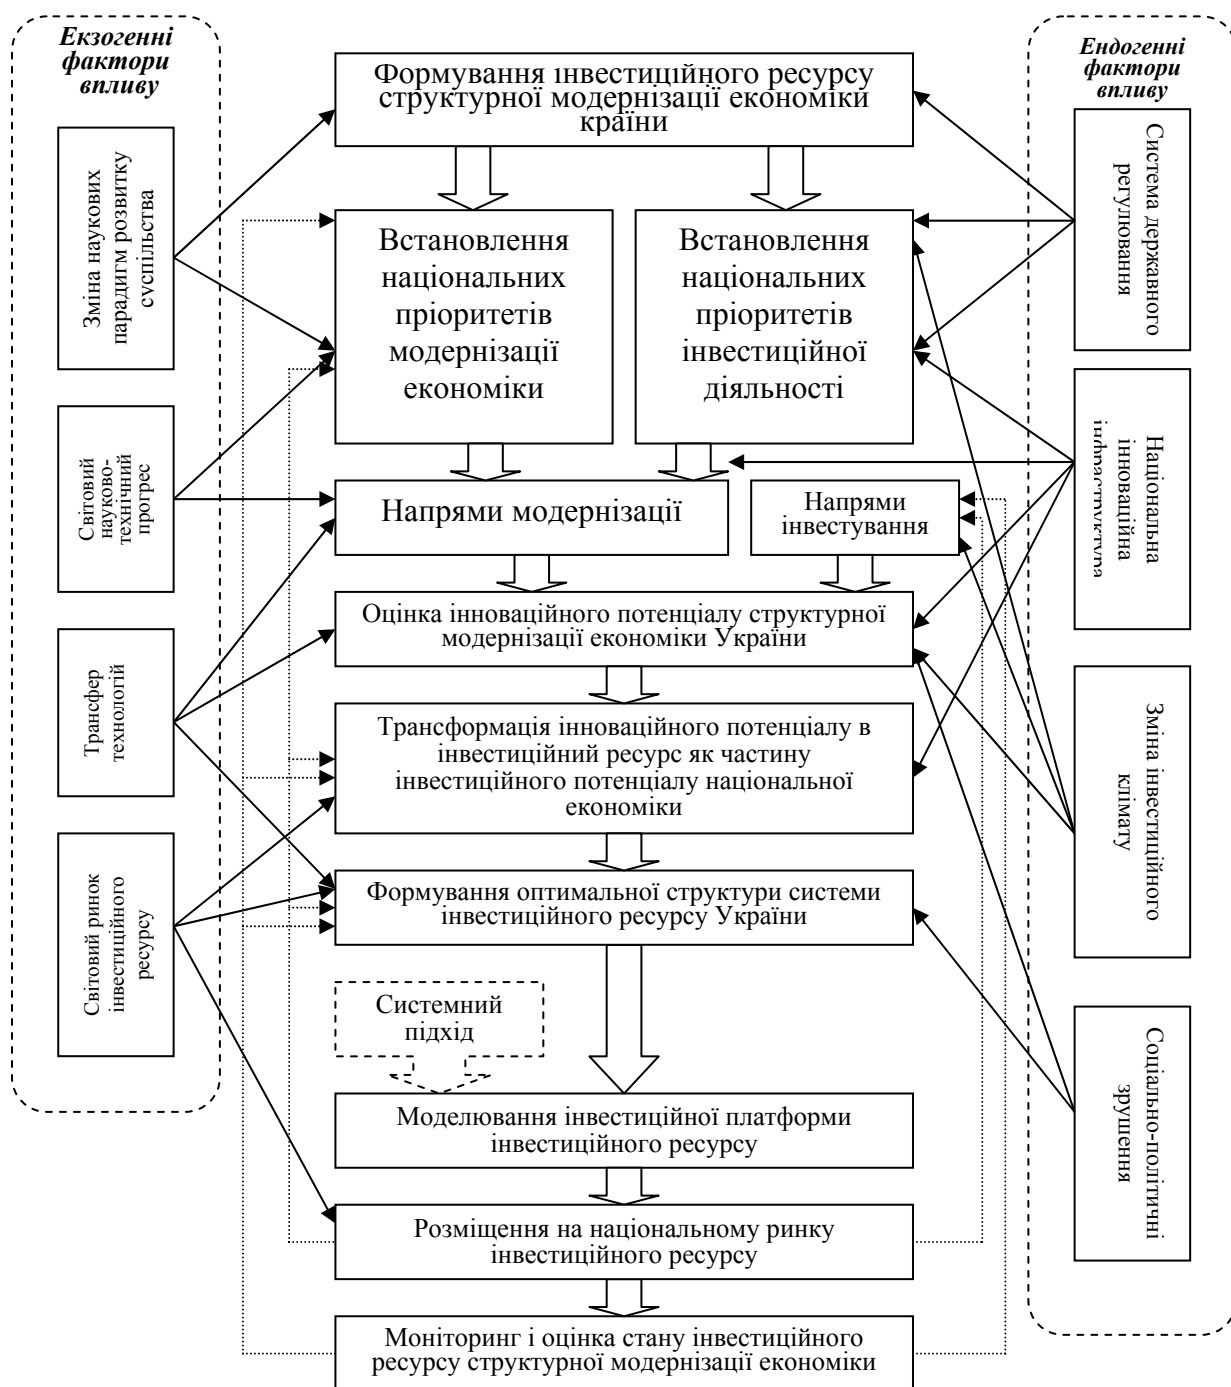 Екзогенні
фактори
впливу
Зміна наукових
парадигм розвитку
суспільства
Світовий
науково-
технічний
прогрес
Трансфер
технологій
Світовий ринок
інвестиційного
ресурсу
Формування інвестиційного ресурсу
структурної модернізації економіки
країни
Встановлення
національних
пріоритетів
модернізації
економіки
Встановлення
національних
пріоритетів
інвестиційної
діяльності
Напрями модернізації
Напрями
інвестування
Оцінка інноваційного потенціалу структурної
модернізації економіки України
Трансформація інноваційного потенціалу в
інвестиційний ресурс як частину
інвестиційного потенціалу національної
економіки
Формування оптимальної структури системи
інвестиційного ресурсу України
Системний
підхід
Моделювання інвестиційної платформи
інвестиційного ресурсу
Розміщення на національному ринку
інвестиційного ресурсу
Моніторинг і оцінка стану інвестиційного
ресурсу структурної модернізації економіки
Ендогенні
фактори
впливу
Система державного
регулювання
Національна
інноваційна
інфраструктура
Зміна інвестиційного
клімату
Соціально-політичні
зрушення